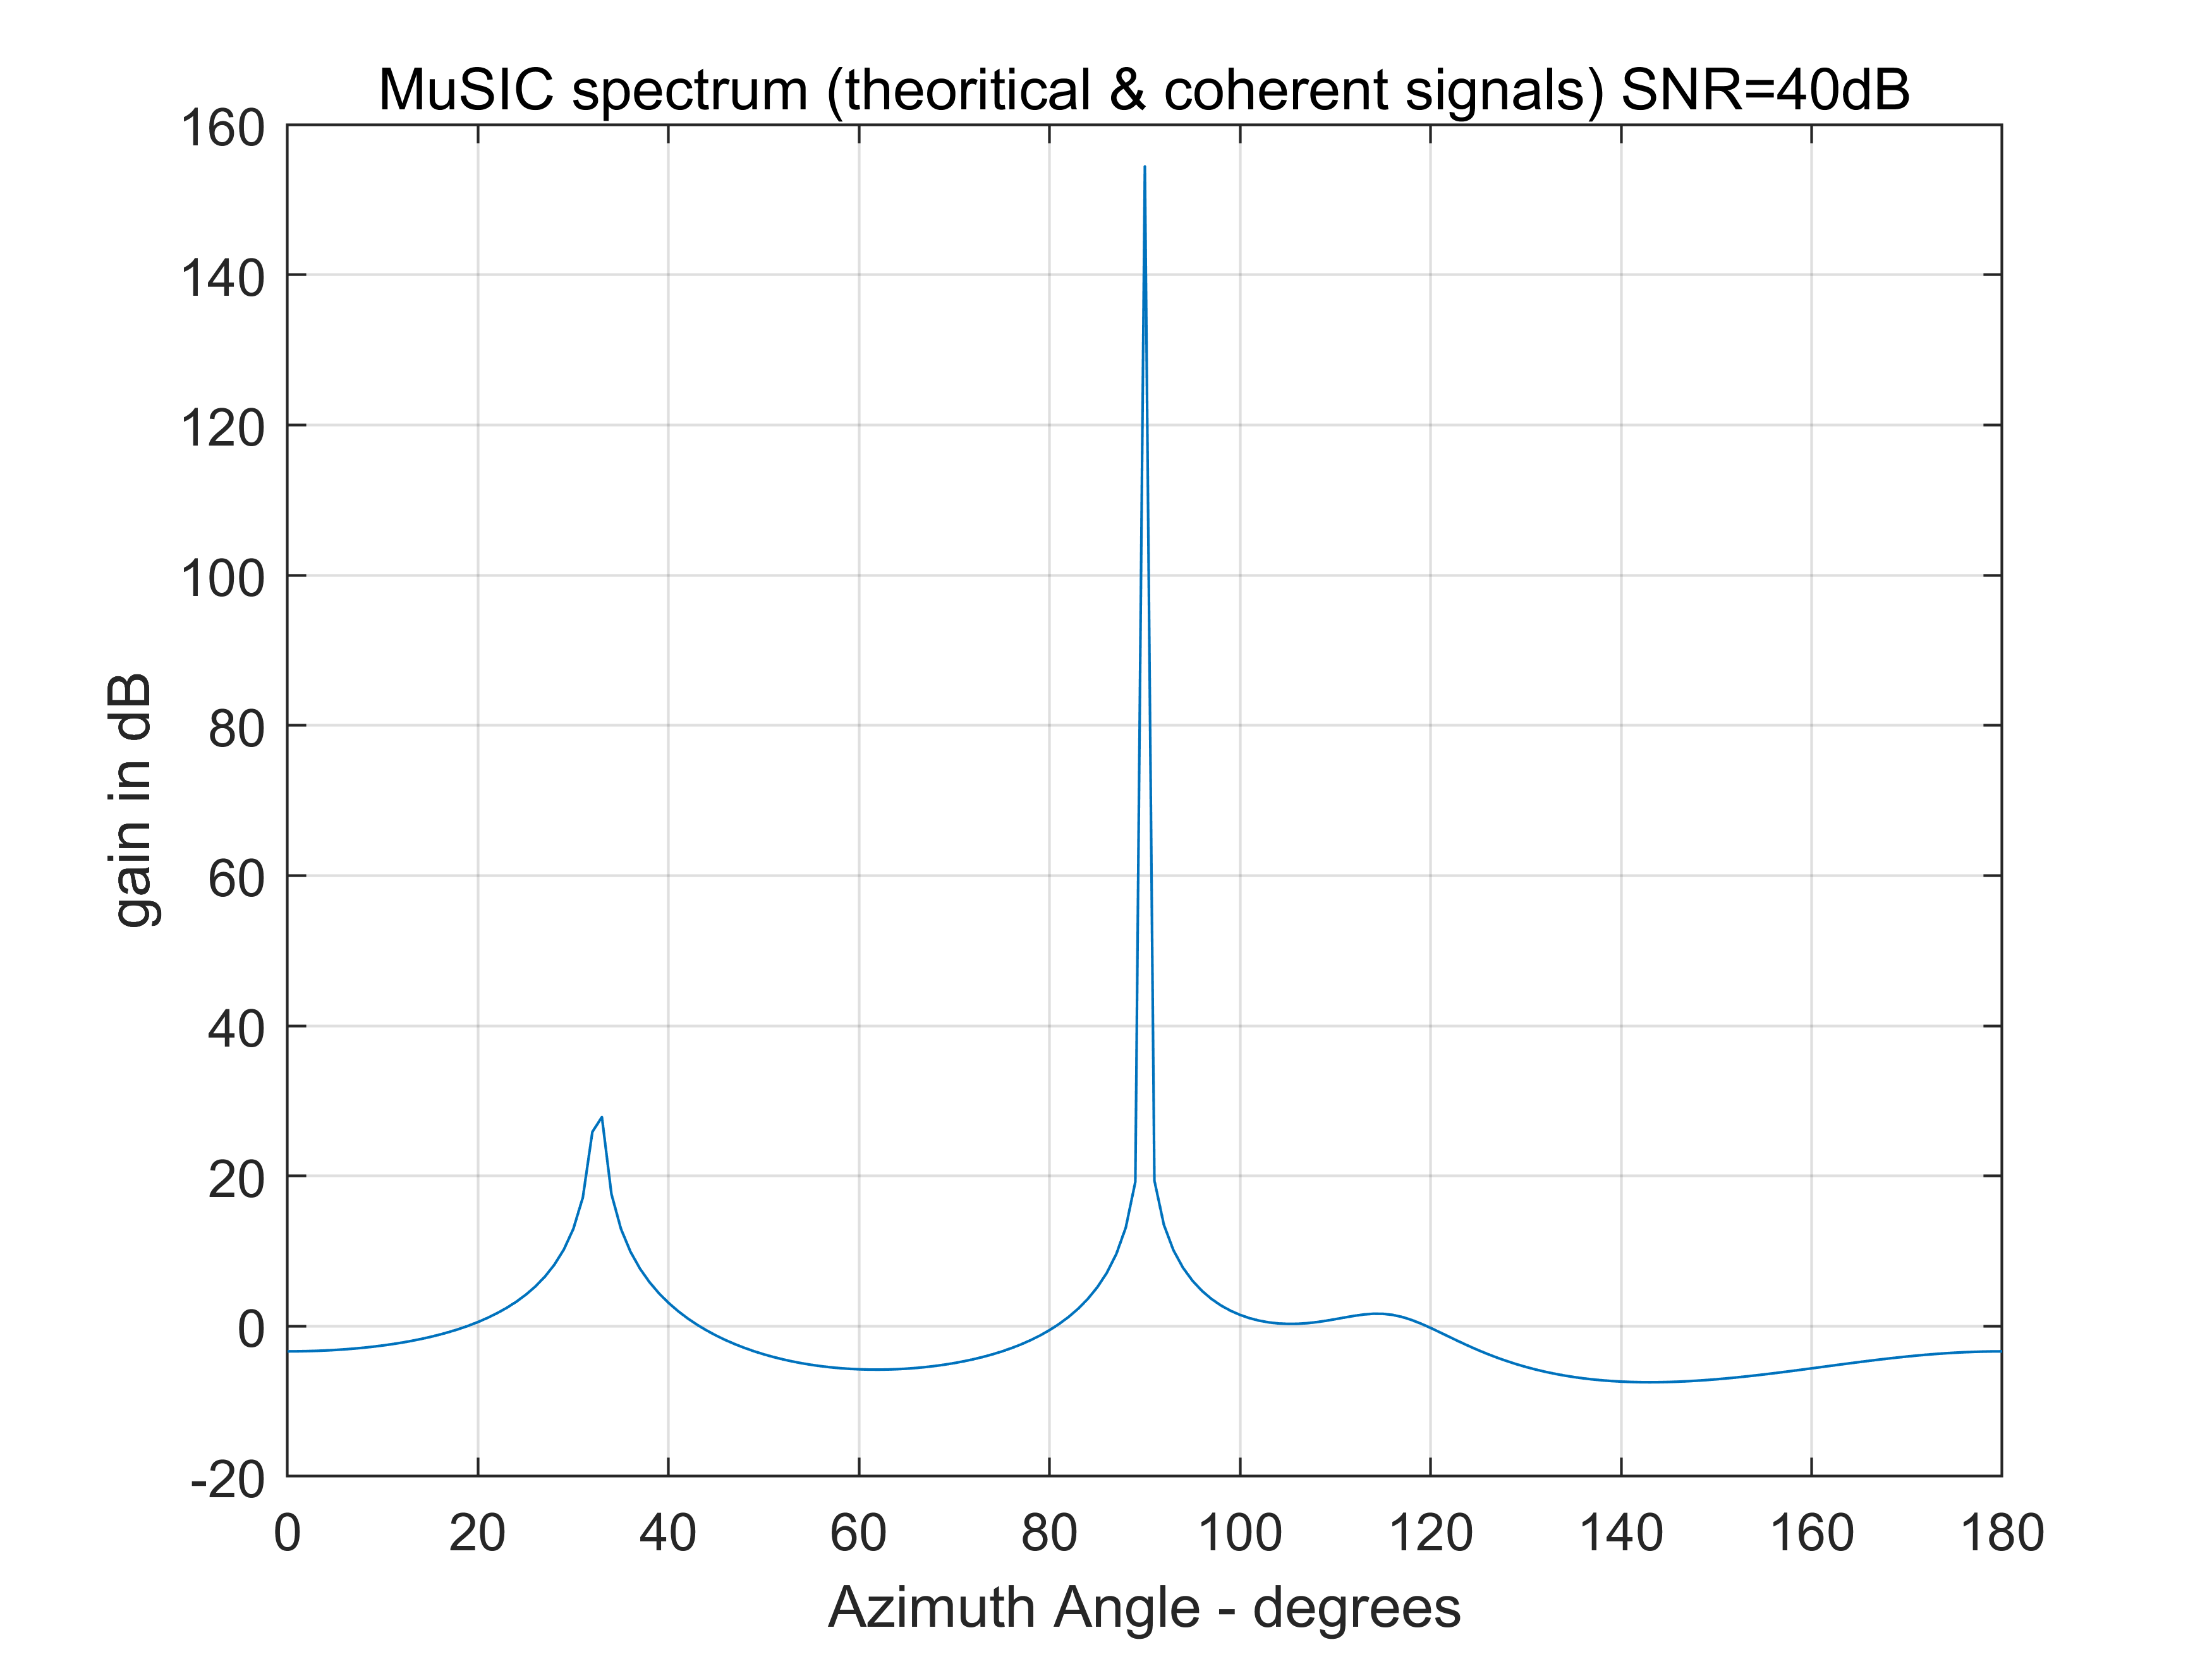 MuSIC spectrum (theoritical & coherent signals) SNR=40dB
160
140
120
100
80
60
40
20
0
-20
gain in dB
0 20 40 60 80 100 120 140 160 180
Azimuth Angle - degrees